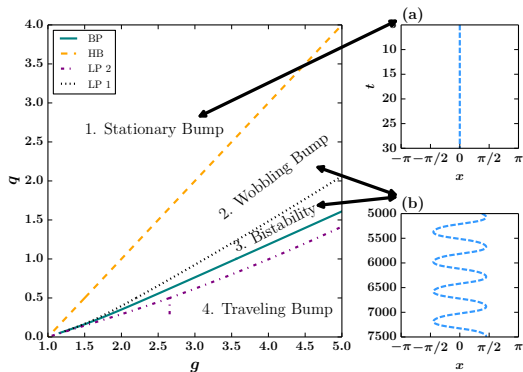 (a)
4.0
3.5
3.0
2.5
2.0
1.5
1.0
0.5
0.0
q
BP
HB
LP 2
LP 1
1. Stationary Bump
2. Wobbling Bump
3. Bistability
4. Traveling Bump
1.0 1.5 2.0 2.5 3.0 3.5 4.0 4.5 5.0
g
5
10
15
20
25
30
t
−π −π/2 0 π/2 π
x
(b)
5000
5500
6000
6500
7000
7500
−π −π/2 0 π/2 π
x